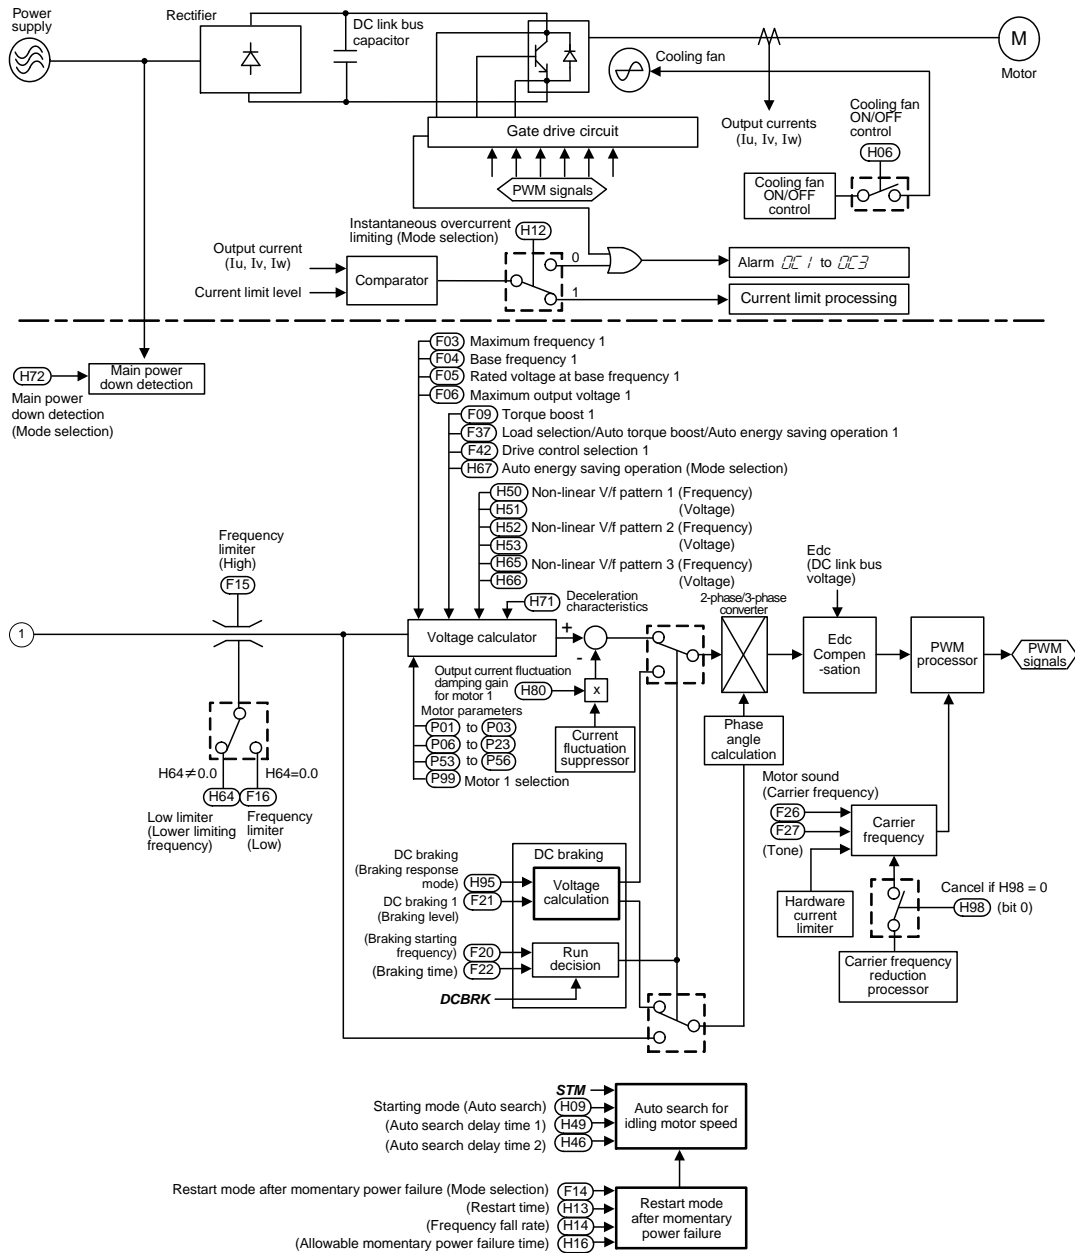 Power
supply
Rectifier
DC link bus
capacitor
Cooling fan
M
Motor
Output currents
(Iu, Iv, Iw)
Cooling fan
ON/OFF
control
H06
Cooling fan
ON/OFF
control
Gate drive circuit
PWM signals
Instantaneous overcurrent
limiting (Mode selection)
H12
Output current
(Iu, Iv, Iw)
Current limit level
Comparator
0
1
Alarm OC1 to OC3
Current limit processing
H72
Main power
down detection
Main power
down detection
(Mode selection)
F03 Maximum frequency 1
F04 Base frequency 1
F05 Rated voltage at base frequency 1
F06 Maximum output voltage 1
F09 Torque boost 1
F37 Load selection/Auto torque boost/Auto energy saving operation 1
F42 Drive control selection 1
H67 Auto energy saving operation (Mode selection)
H50 Non-linear V/f pattern 1 (Frequency)
H51 (Voltage)
H52 Non-linear V/f pattern 2 (Frequency)
H53 (Voltage)
H65 Non-linear V/f pattern 3 (Frequency)
H66 (Voltage)
H71 Deceleration
characteristics
Frequency
limiter
(High)
F15
1
Voltage calculator
+
-
2-phase/3-phase
converter
Edc
(DC link bus
voltage)
Edc
Compen
-sation
PWM
processor
PWM
signals
Output current fluctuation
damping gain
for motor 1
H80
x
Current
fluctuation
suppressor
Motor parameters
P01 to P03
P06 to P23
P53 to P56
P99 Motor 1 selection
Phase
angle
calculation
H64≠0.0
H64=0.0
H64
F16
Low limiter
(Lower limiting
frequency)
Frequency
limiter
(Low)
Motor sound
(Carrier frequency)
F26
F27
(Tone)
Carrier
frequency
Hardware
current
limiter
Cancel if H98 = 0
H98 (bit 0)
Carrier frequency
reduction
processor
DC braking
(Braking response
mode)
H95
DC braking 1
(Braking level)
F21
DC braking
Voltage
calculation
(Braking starting
frequency)
F20
(Braking time)
F22
Run
decision
DCBRK
STM
Starting mode (Auto search) H09
(Auto search delay time 1) H49
(Auto search delay time 2) H46
Auto search for
idling motor speed
Restart mode after momentary power failure (Mode selection) F14
(Restart time) H13
(Frequency fall rate) H14
(Allowable momentary power failure time) H16
Restart mode
after momentary
power failure